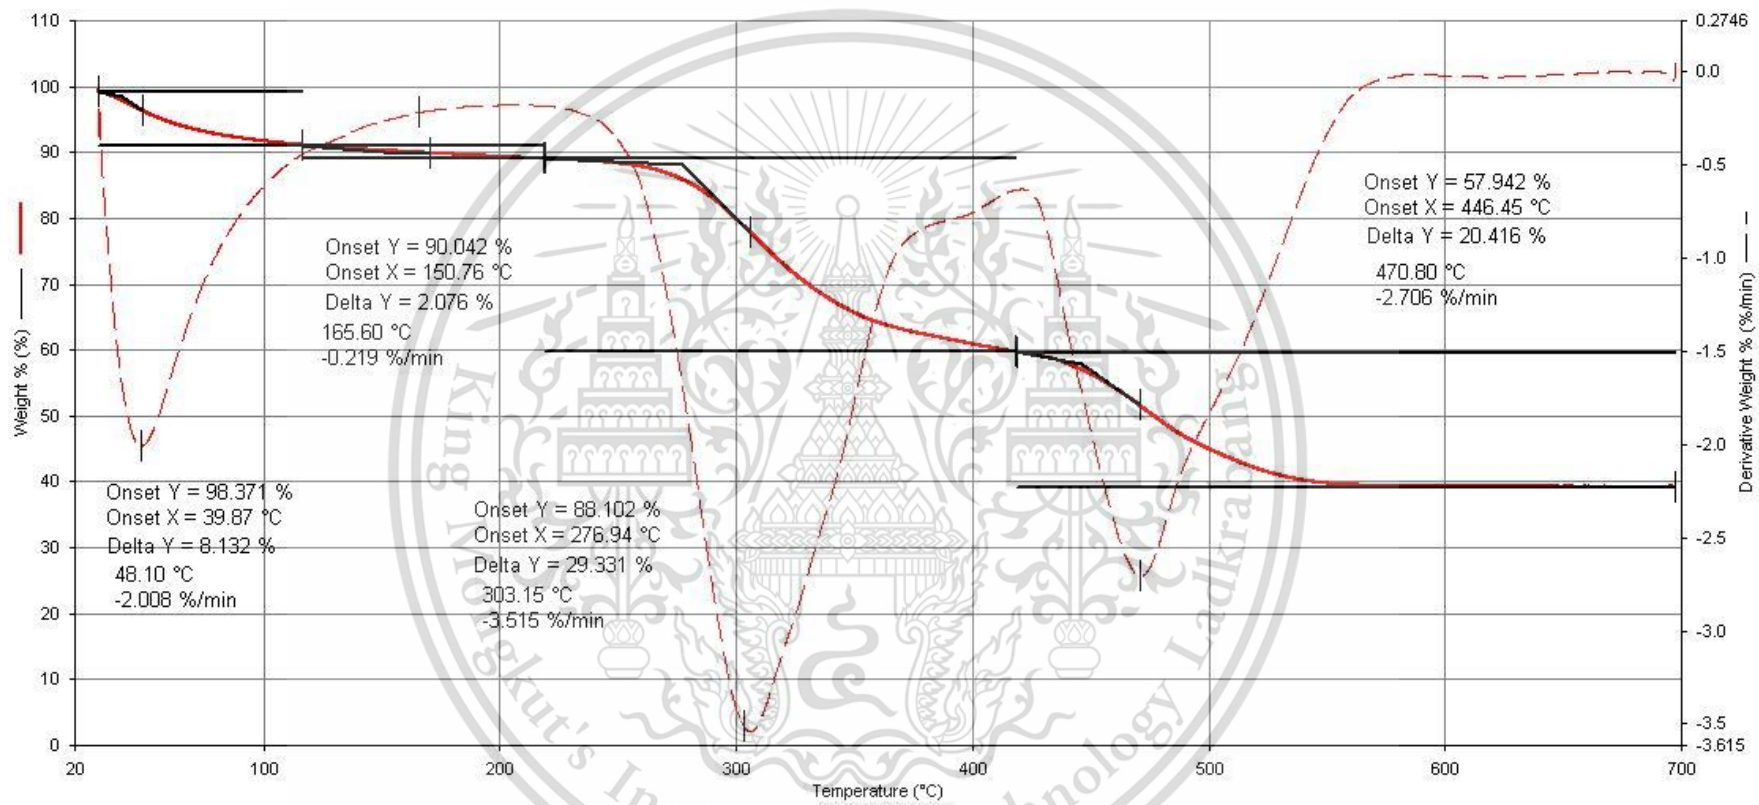 110
100
90
80
70
60
50
40
30
20
10
0
Weight % (%)
Onset Y = 90.042 %
Onset X = 150.76 °C
Delta Y = 2.076 %
165.60 °C
-0.219 %/min
Onset Y = 98.371 %
Onset X = 39.87 °C
Delta Y = 8.132 %
48.10 °C
-2.008 %/min
Onset Y = 88.102 %
Onset X = 276.94 °C
Delta Y = 29.331 %
303.15 °C
-3.515 %/min
Onset Y = 57.942 %
Onset X = 446.45 °C
Delta Y = 20.416 %
470.80 °C
-2.706 %/min
0.2746
0.0
-0.5
-1.0
-1.5
-2.0
-2.5
-3.0
-3.5
-3.615
Derivative Weight % (%/min)
20
100
200
300
400
500
600
700
Temperature (°C)
King Mongkut's In
hnology Ladkrabang